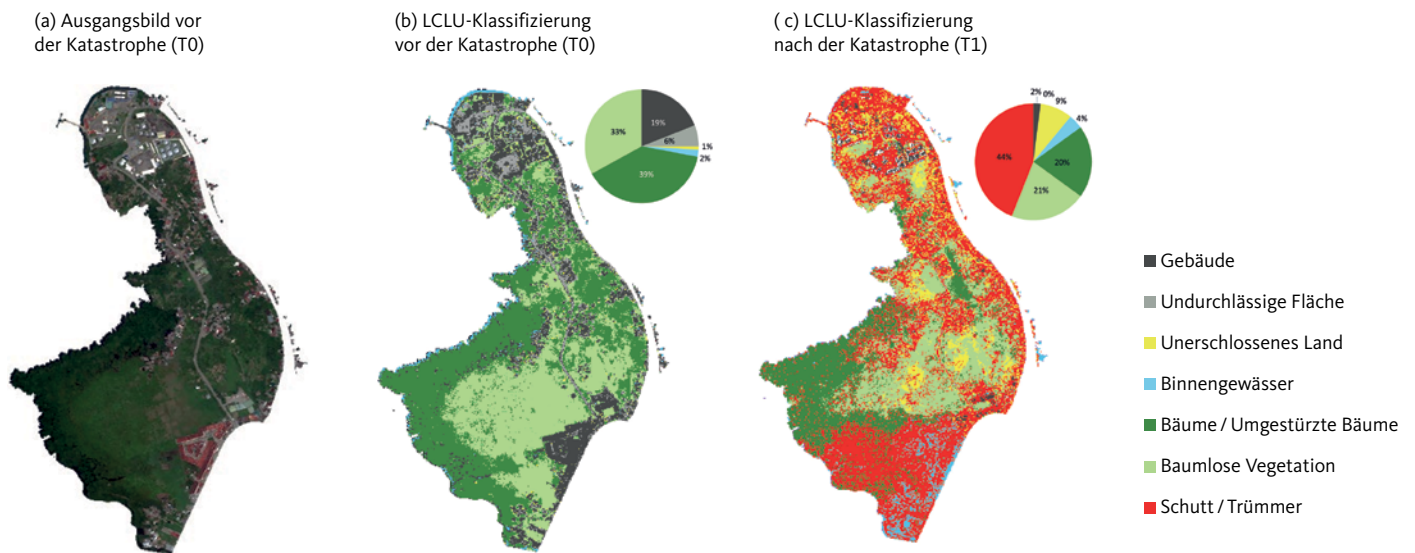 (a) Ausgangsbild vor
der Katastrophe (T0)
(b) LCLU-Klassifizierung
vor der Katastrophe (T0)
( c) LCLU-Klassifizierung
nach der Katastrophe (T1)
19%
6%
1%
2%
39%
33%
2%
0%
9%
4%
20%
21%
44%
Gebäude
Undurchlässige Fläche
Unerschlossenes Land
Binnengewässer
Bäume / Umgestürzte Bäume
Baumlose Vegetation
Schutt / Trümmer